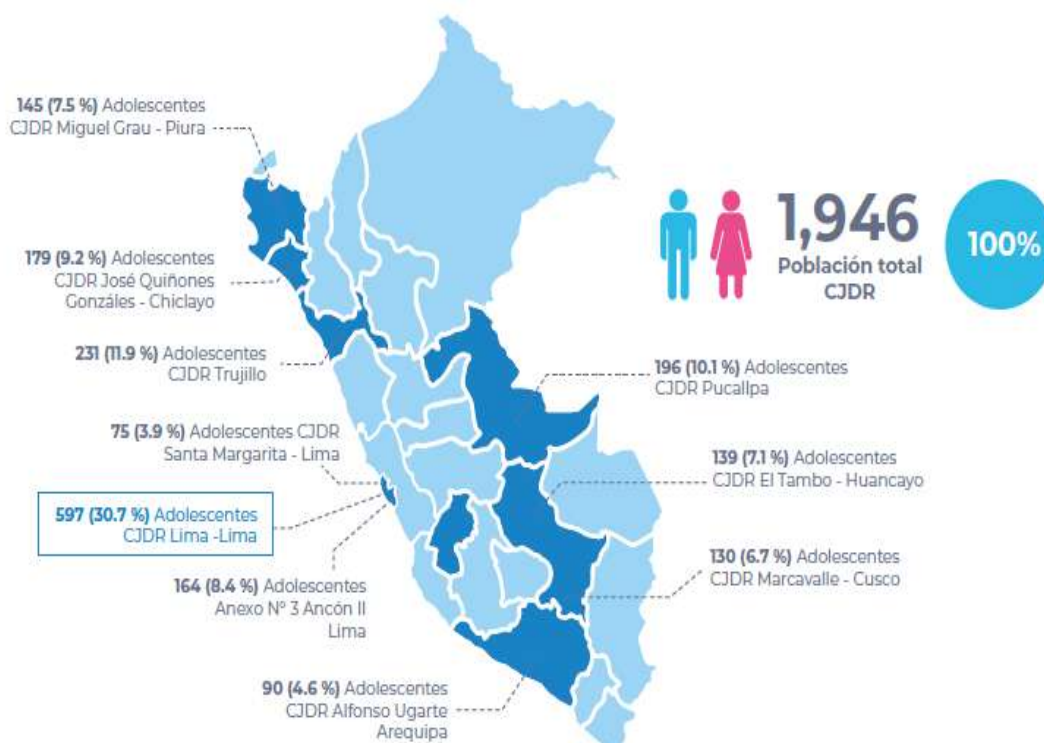 145 (7.5 %) Adolescentes
CJDR Miguel Grau - Piura
179 (9.2 %) Adolescentes
CJDR José Quiñones
Gonzáles - Chiclayo
231 (11.9 %) Adolescentes
CJDR Trujillo
75 (3.9 %) Adolescentes CJDR
Santa Margarita - Lima
597 (30.7 %) Adolescentes
CJDR Lima -Lima
164 (8.4 %) Adolescentes
Anexo Nº 3 Ancón II
Lima
90 (4.6 %) Adolescentes
CJDR Alfonso Ugarte
Arequipa
1,946
Población total
CJDR
100%
196 (10.1 %) Adolescentes
CJDR Pucallpa
139 (7.1 %) Adolescentes
CJDR El Tambo - Huancayo
130 (6.7 %) Adolescentes
CJDR Marcavalle - Cusco